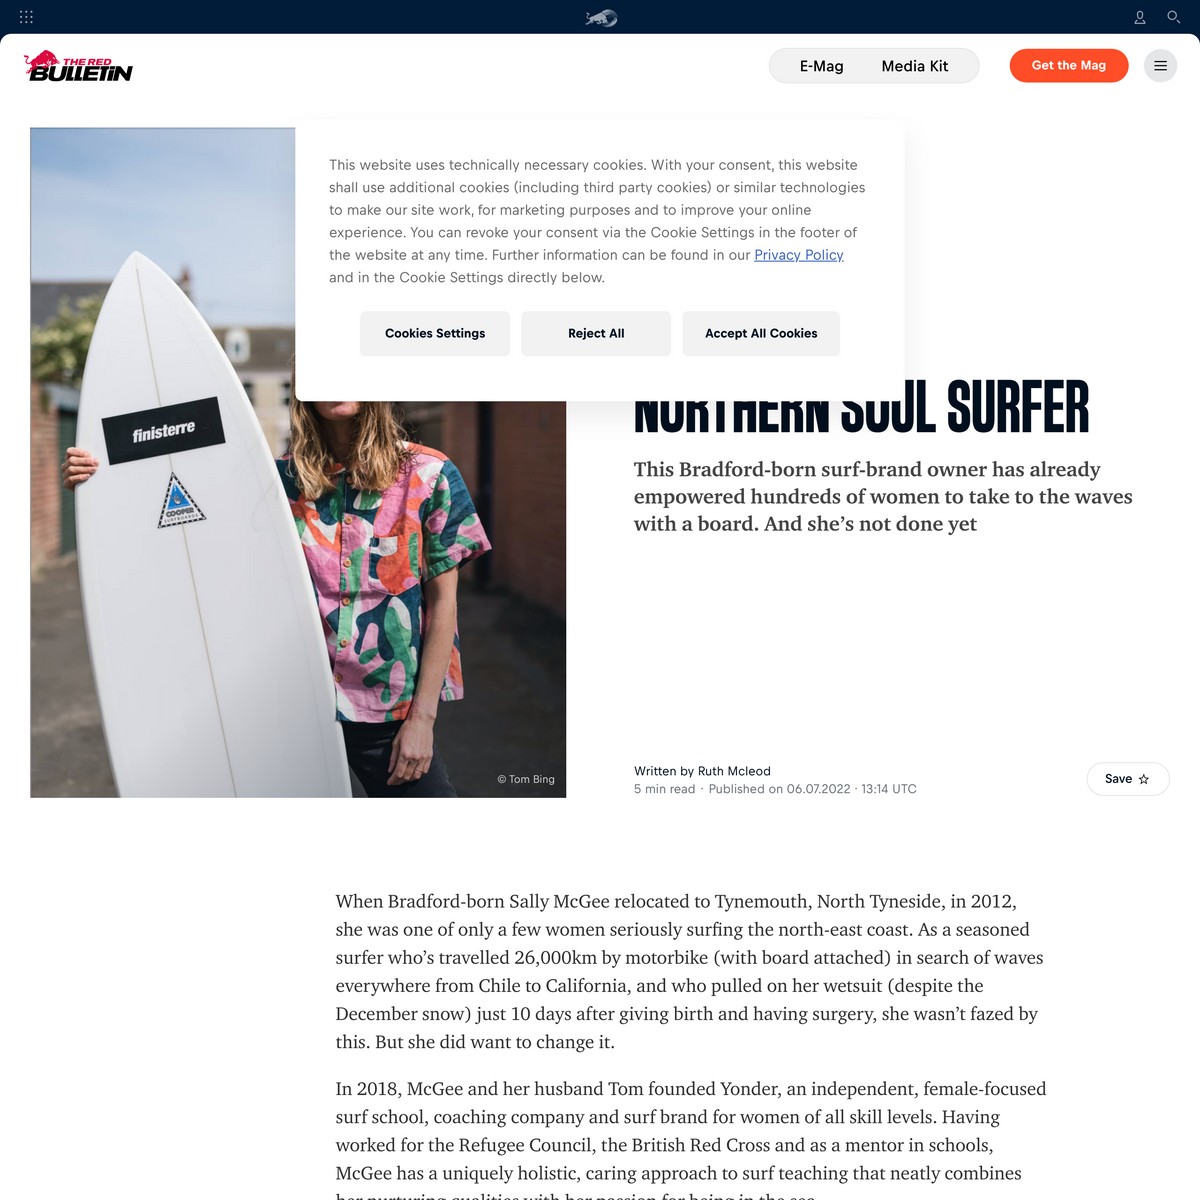 THE RED
BULLETIN
E-Mag
Media Kit
Get the Mag
This website uses technically necessary cookies. With your consent, this website
shall use additional cookies (including third party cookies) or similar technologies
to make our site work, for marketing purposes and to improve your online
experience. You can revoke your consent via the Cookie Settings in the footer of
the website at any time. Further information can be found in our Privacy Policy
and in the Cookie Settings directly below.
Cookies Settings
Reject All
Accept All Cookies
finisterre
COOPER
SURFBOARDS
© Tom Bing
NORTHERN SOUL SURFER
This Bradford-born surf-brand owner has already
empowered hundreds of women to take to the waves
with a board. And she’s not done yet
Written by Ruth Mcleod
5 min read · Published on 06.07.2022 · 13:14 UTC
Save
When Bradford-born Sally McGee relocated to Tynemouth, North Tyneside, in 2012,
she was one of only a few women seriously surfing the north-east coast. As a seasoned
surfer who’s travelled 26,000km by motorbike (with board attached) in search of waves
everywhere from Chile to California, and who pulled on her wetsuit (despite the
December snow) just 10 days after giving birth and having surgery, she wasn’t fazed by
this. But she did want to change it.
In 2018, McGee and her husband Tom founded Yonder, an independent, female-focused
surf school, coaching company and surf brand for women of all skill levels. Having
worked for the Refugee Council, the British Red Cross and as a mentor in schools,
McGee has a uniquely holistic, caring approach to surf teaching that neatly combines
her nurturing qualities with her passion for being in the sea.